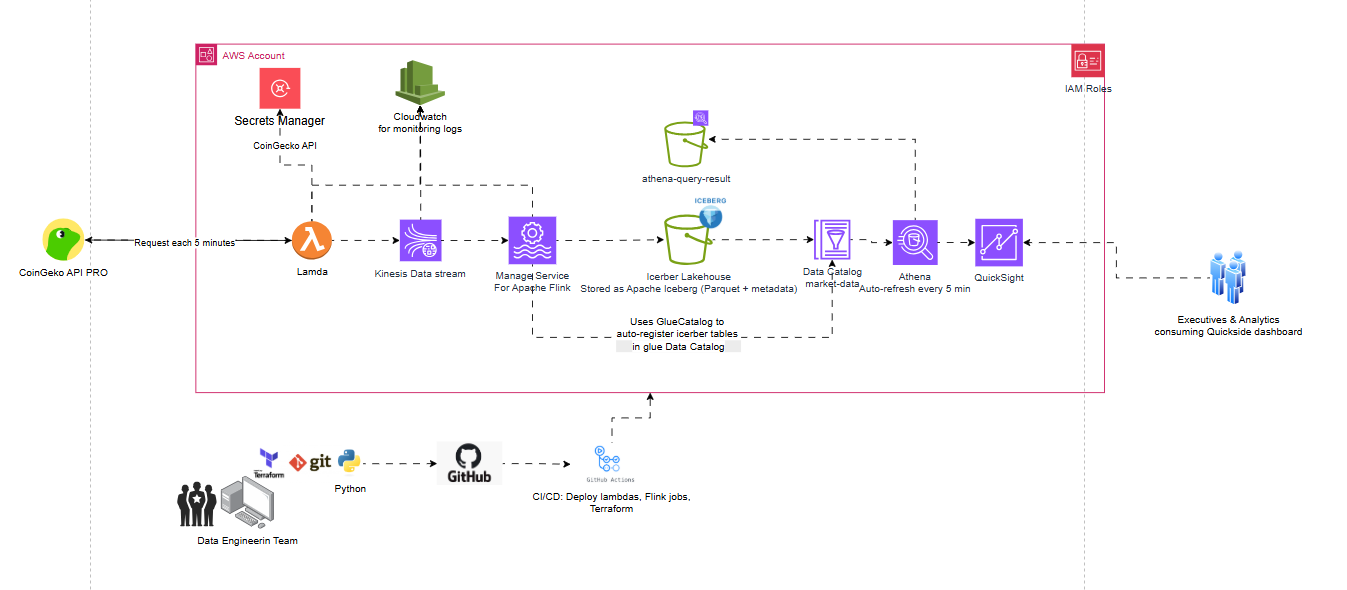 AWS Account
IAM Roles
Secrets Manager
CoinGecko API
Cloudwatch
for monitoring logs
athena-query-result
ICEBERG
CoinGeko API PRO
Request each 5 minutes
Lamda
Kinesis Data stream
Manage Service
For Apache Flink
Icerber Lakehouse
Stored as Apache Iceberg (Parquet + metadata)
Data Catalog
market-data
Athena
Auto-refresh every 5 min
QuickSight
Executives & Analytics
consuming Quickside dashboard
Uses GlueCatalog to
auto-register icerber tables
in glue Data Catalog
Terraform
git
Python
GitHub
Github Actions
CI/CD: Deploy lambdas, Flink jobs,
Terraform
Data Engineerin Team